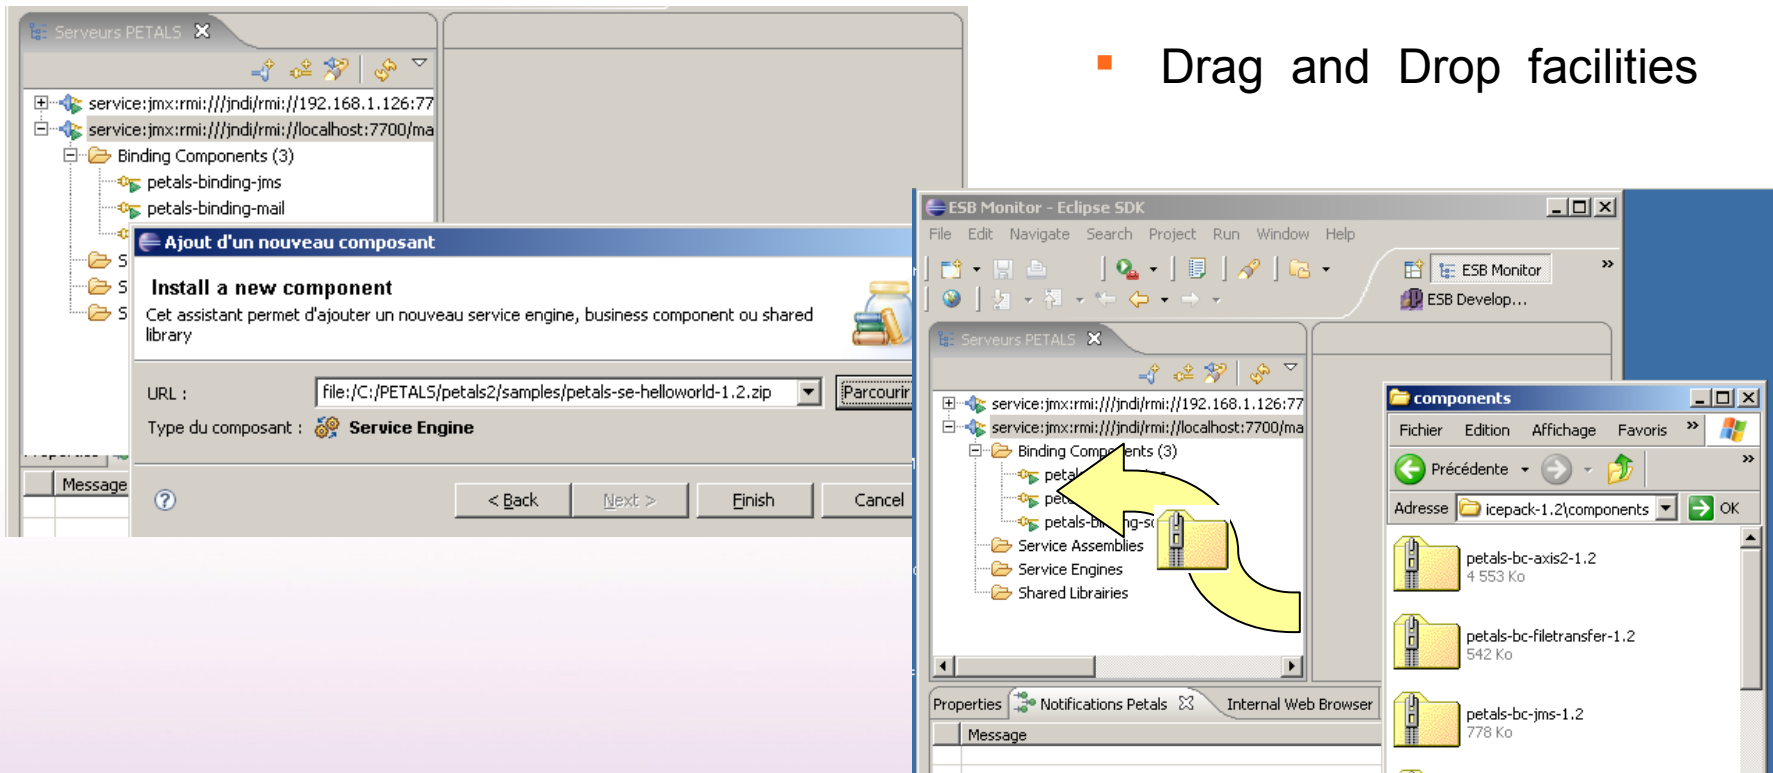 Serveurs PETALS
service:jmx:rmi:///jndi/rmi://192.168.1.126:77
service:jmx:rmi:///jndi/rmi://localhost:7700/ma
Binding Components (3)
petals-binding-jms
petals-binding-mail
S
S
S
Message
Ajout d'un nouveau composant
Install a new component
Cet assistant permet d'ajouter un nouveau service engine, business component ou shared
library
URL :
file:/C:/PETALS/petals2/samples/petals-se-helloworld-1.2.zip
Parcourir
Type du composant :
Service Engine
< Back
Next >
Finish
Cancel
Drag and Drop facilities
ESB Monitor - Eclipse SDK
File Edit Navigate Search Project Run Window Help
ESB Monitor
ESB Develop...
Serveurs PETALS
service:jmx:rmi:///jndi/rmi://192.168.1.126:77
service:jmx:rmi:///jndi/rmi://localhost:7700/ma
Binding Components (3)
Service Assemblies
Service Engines
Shared Librairies
Properties
Notifications Petals
Internal Web Browser
Message
components
Fichier Edition Affichage Favoris
Précédente
Adresse
icepack-1.2\components
OK
petals-bc-axis2-1.2
4 553 Ko
petals-bc-filetransfer-1.2
542 Ko
petals-bc-jms-1.2
778 Ko